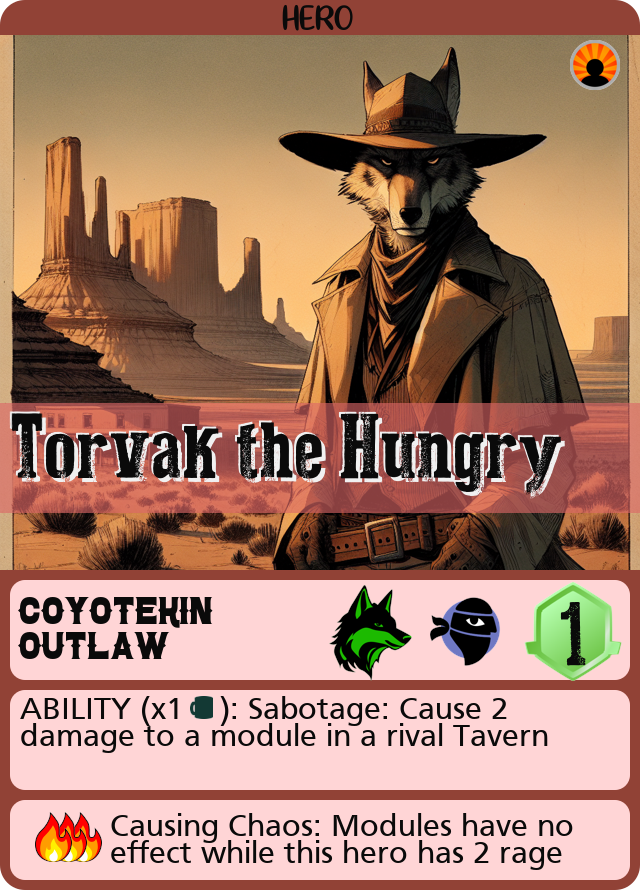 HERO
Torvak the Hungry
COYOTEKIN
OUTLAW
1
ABILITY (x1 ): Sabotage: Cause 2
damage to a module in a rival Tavern
Causing Chaos: Modules have no
effect while this hero has 2 rage